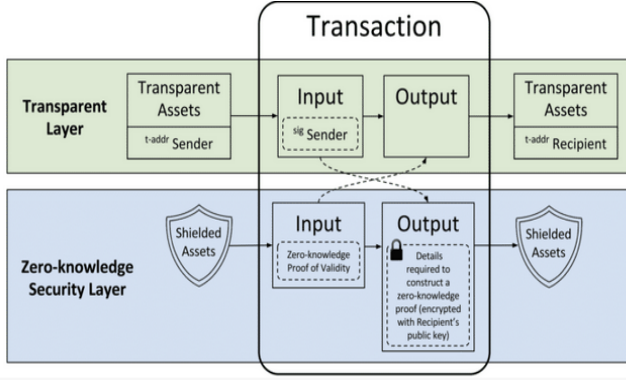 Transaction
Transparent
Layer
Transparent
Assets
t-addr Sender
Input
sig Sender
Output
Transparent
Assets
t-addr Recipient
Zero-knowledge
Security Layer
Shielded
Assets
Input
Zero-knowledge
Proof of Validity
Output
Details
required to
construct a
zero-knowledge
proof (encrypted
with Recipient's
public key)
Shielded
Assets